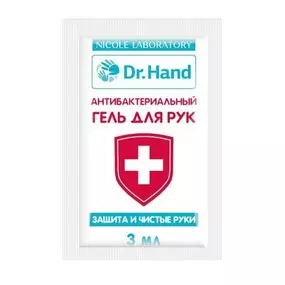 NICOLE LABORATORY
Dr.Hand
АНТИБАКТЕРИАЛЬНЫЙ
ГЕЛЬ ДЛЯ РУК
ЗАЩИТА И ЧИСТЫЕ РУКИ
3 МЛ